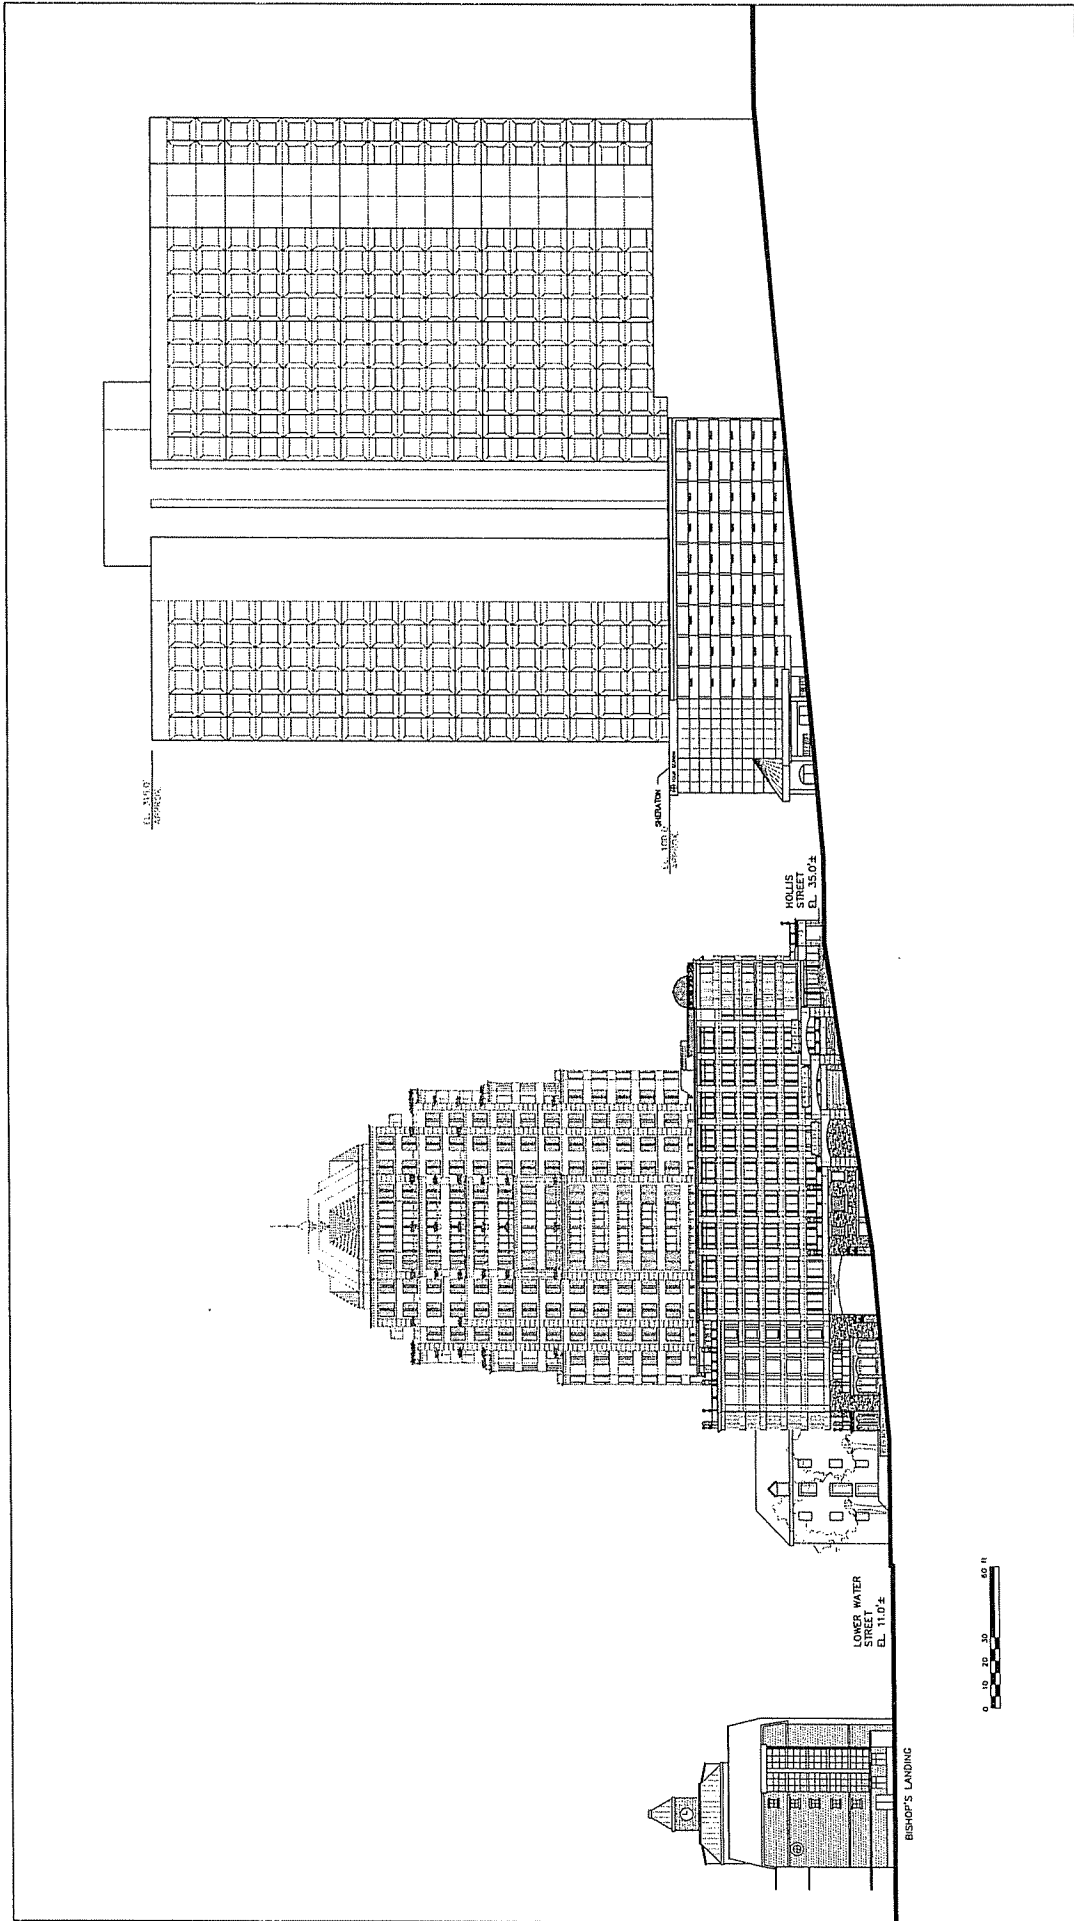 BISHOP'S LANDING
LOWER WATER
STREET
EL. 11.0'±
0 10 20 30 60 ft
HOLLIS
STREET
EL. 35.0'±
SHERATON
APPROX.
APPROX.